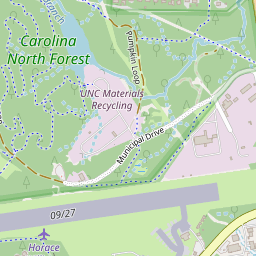 Carolina
North Forest
Pumpkin Loop
UNC Materials
Recycling
Municipal Drive
09/27
Horace